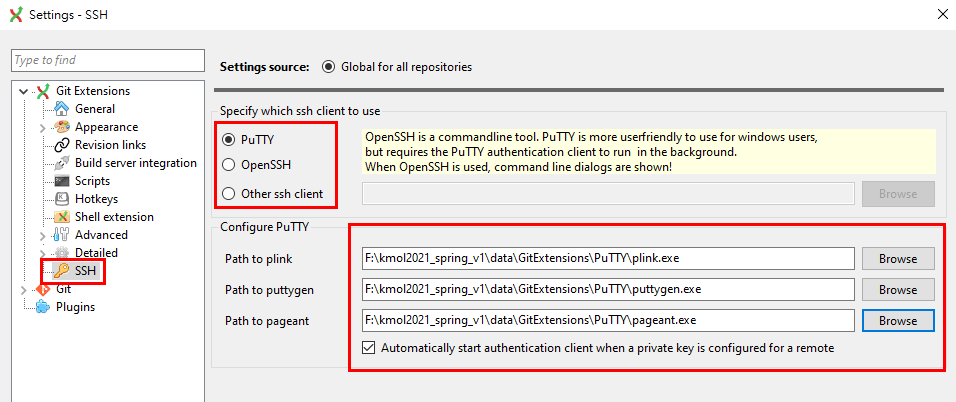 Settings - SSH
Type to find
Git Extensions
General
Appearance
Revision links
Build server integration
Scripts
Hotkeys
Shell extension
Advanced
Detailed
SSH
Git
Plugins
Settings source: Global for all repositories
Specify which ssh client to use
PuTTY
OpenSSH
Other ssh client
OpenSSH is a commandline tool. PuTTY is more userfriendly to use for windows users,
but requires the PuTTY authentication client to run in the background.
When OpenSSH is used, command line dialogs are shown!
Browse
Configure PuTTY
Path to plink F:\kmol2021_spring_v1\data\GitExtensions\PuTTY\plink.exe Browse
Path to puttygen F:\kmol2021_spring_v1\data\GitExtensions\PuTTY\puttygen.exe Browse
Path to pageant F:\kmol2021_spring_v1\data\GitExtensions\PuTTY\pageant.exe Browse
Automatically start authentication client when a private key is configured for a remote